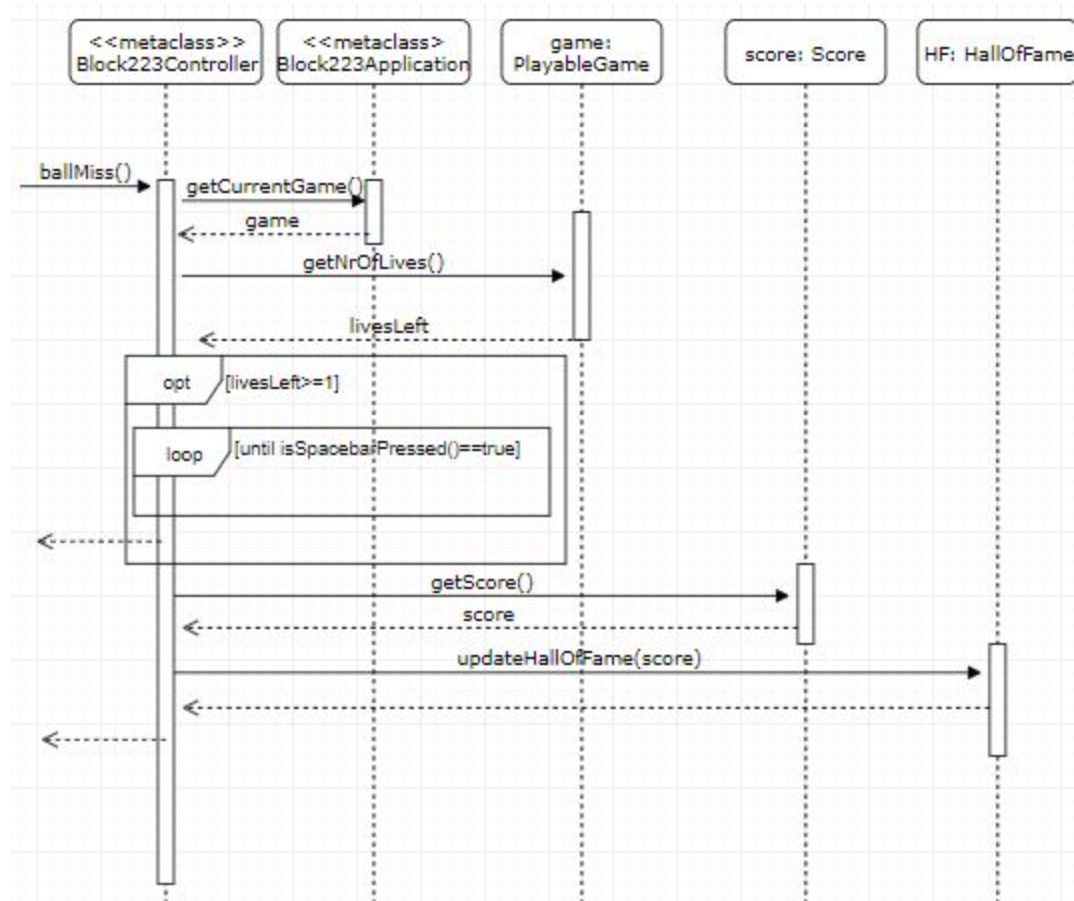 <<metaclass>>
Block223Controller
<<metaclass>
Block223Application
game:
PlayableGame
score: Score
HF: HallOfFame
ballMiss()
getCurrentGame()
game
getNrOfLives()
livesLeft
opt
[livesLeft>=1]
loop
[until isSpacebarPressed()==true]
getScore()
score
updateHallOfFame(score)